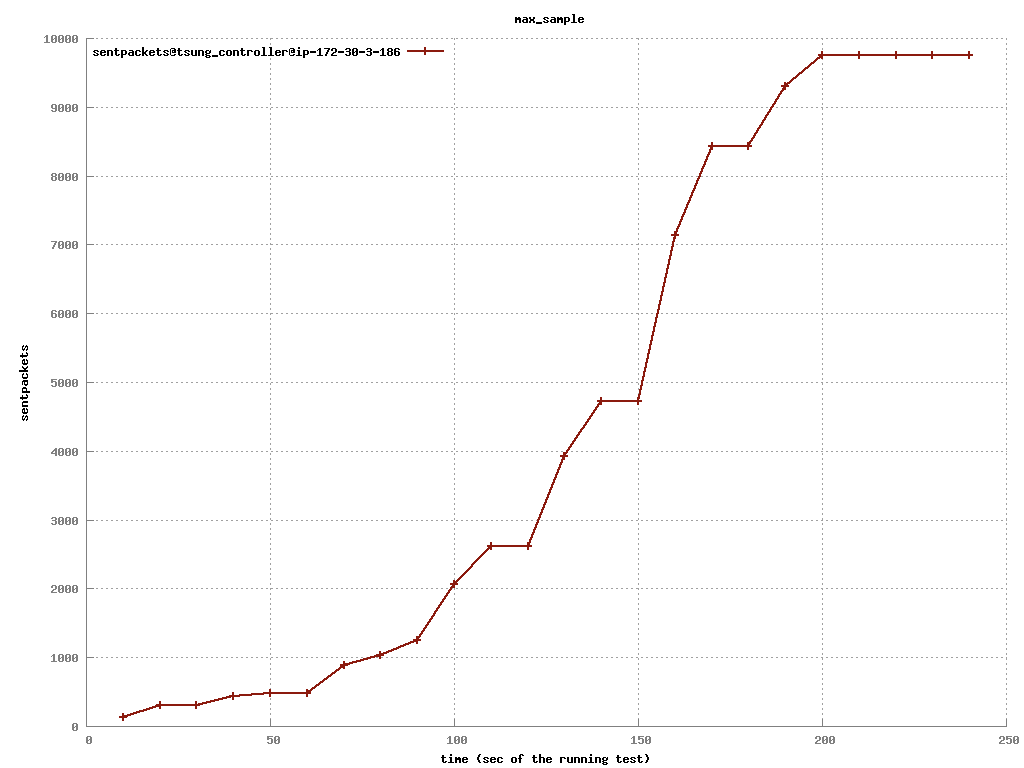 max_sample
sentpackets@tsung_controller@ip-172-30-3-186
10000
9000
8000
7000
6000
5000
4000
3000
2000
1000
0
sentpackets
0 50 100 150 200 250
time (sec of the running test)